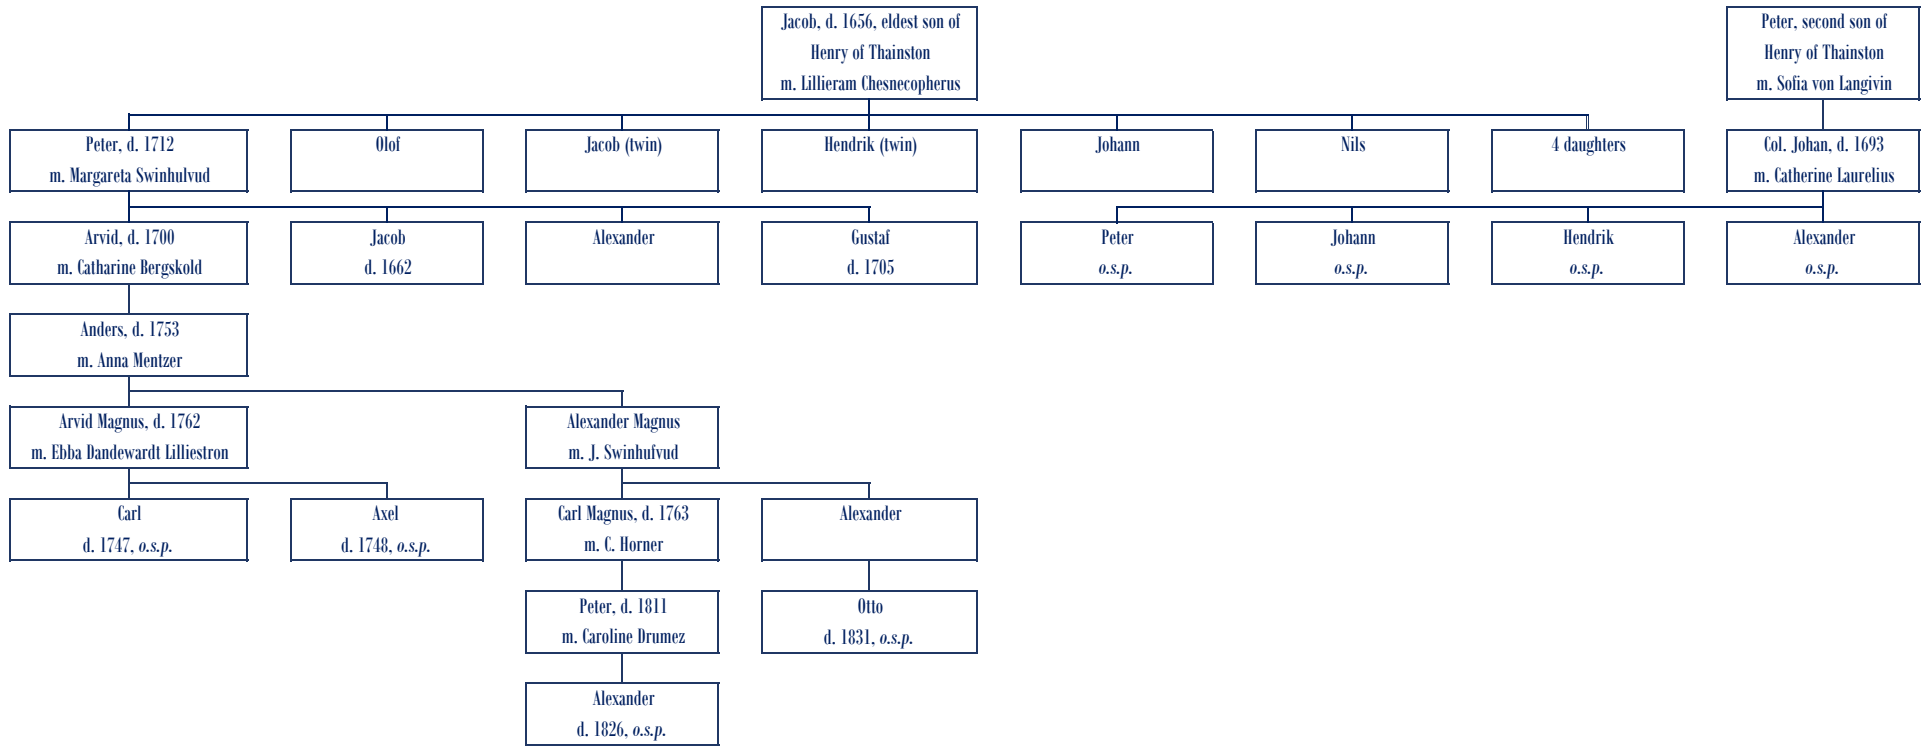 Jacob, d. 1656, eldest son of
Henry of Thainston
m. Lillieram Chesnecopherus
Peter, second son of
Henry of Thainston
m. Sofia von Langivin
Peter, d. 1712
m. Margareta Swinhulvud
Olof
Jacob (twin)
Hendrik (twin)
Johann
Nils
4 daughters
Col. Johan, d. 1693
m. Catherine Laurelius
Arvid, d. 1700
m. Catharine Bergskold
Jacob
d. 1662
Alexander
Gustaf
d. 1705
Peter
o.s.p.
Johann
o.s.p.
Hendrik
o.s.p.
Alexander
o.s.p.
Anders, d. 1753
m. Anna Mentzer
Arvid Magnus, d. 1762
m. Ebba Dandewardt Lilliestron
Alexander Magnus
m. J. Swinhufvud
Carl
d. 1747, o.s.p.
Axel
d. 1748, o.s.p.
Carl Magnus, d. 1763
m. C. Horner
Alexander
Peter, d. 1811
m. Caroline Drumez
Otto
d. 1831, o.s.p.
Alexander
d. 1826, o.s.p.